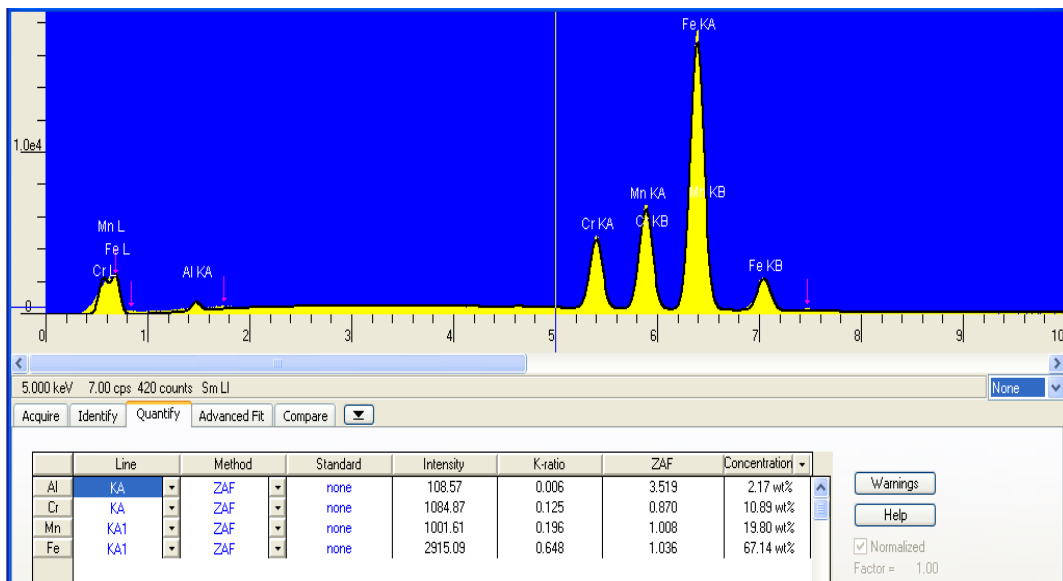 Fe KA
1.0e4
Mn KA
Mn KB
Mn L
Cr KA
Cr KB
Fe L
Cr L
Al KA
Fe KB
0
0 1 2 3 4 5 6 7 8 9 10
5.000 keV 7.00 cps 420 counts Sm Ll
None
Acquire Identify Quantify Advanced Fit Compare
Line Method Standard Intensity K-ratio ZAF Concentration
Al KA ZAF none 108.57 0.006 3.519 2.17 wt%
Cr KA ZAF none 1084.87 0.125 0.870 10.89 wt%
Mn KA1 ZAF none 1001.61 0.196 1.008 19.80 wt%
Fe KA1 ZAF none 2915.09 0.648 1.036 67.14 wt%
Warnings
Help
Normalized
Factor = 1.00